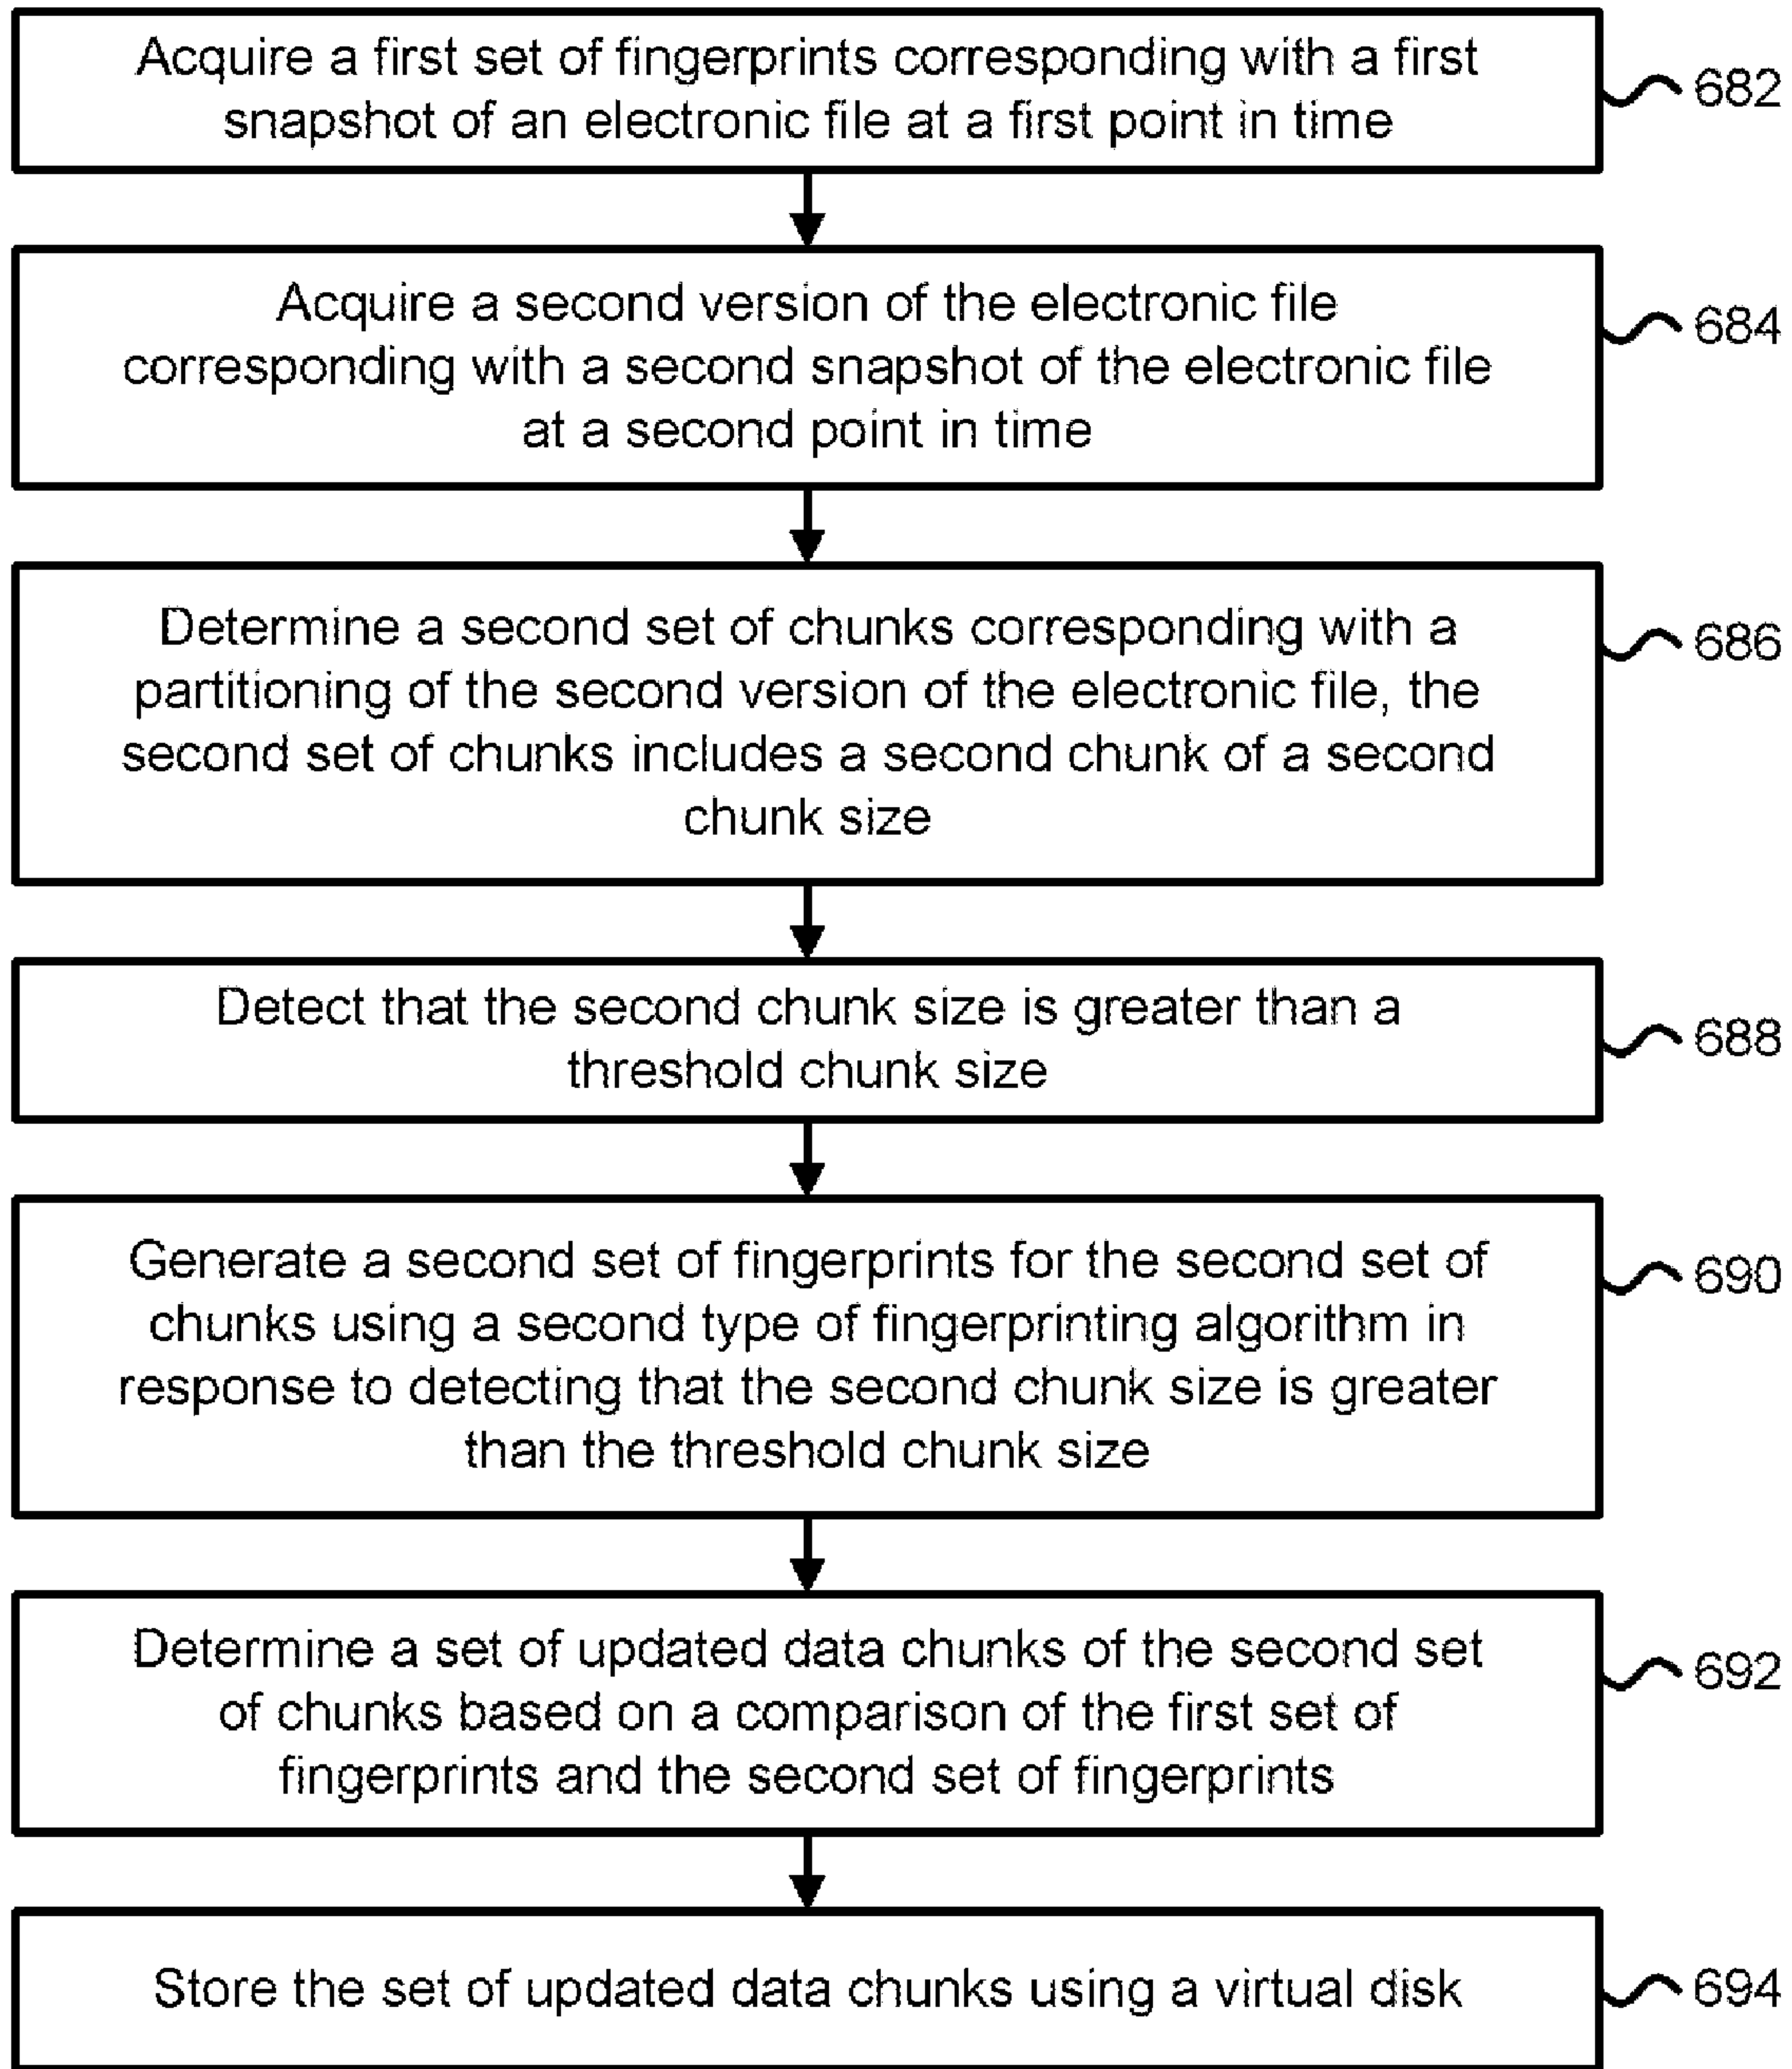 Acquire a first set of fingerprints corresponding with a first
snapshot of an electronic file at a first point in time
682
Acquire a second version of the electronic file
corresponding with a second snapshot of the electronic file
at a second point in time
684
Determine a second set of chunks corresponding with a
partitioning of the second version of the electronic file, the
second set of chunks includes a second chunk of a second
chunk size
686
Detect that the second chunk size is greater than a
threshold chunk size
688
Generate a second set of fingerprints for the second set of
chunks using a second type of fingerprinting algorithm in
response to detecting that the second chunk size is greater
than the threshold chunk size
690
Determine a set of updated data chunks of the second set
of chunks based on a comparison of the first set of
fingerprints and the second set of fingerprints
692
Store the set of updated data chunks using a virtual disk
694